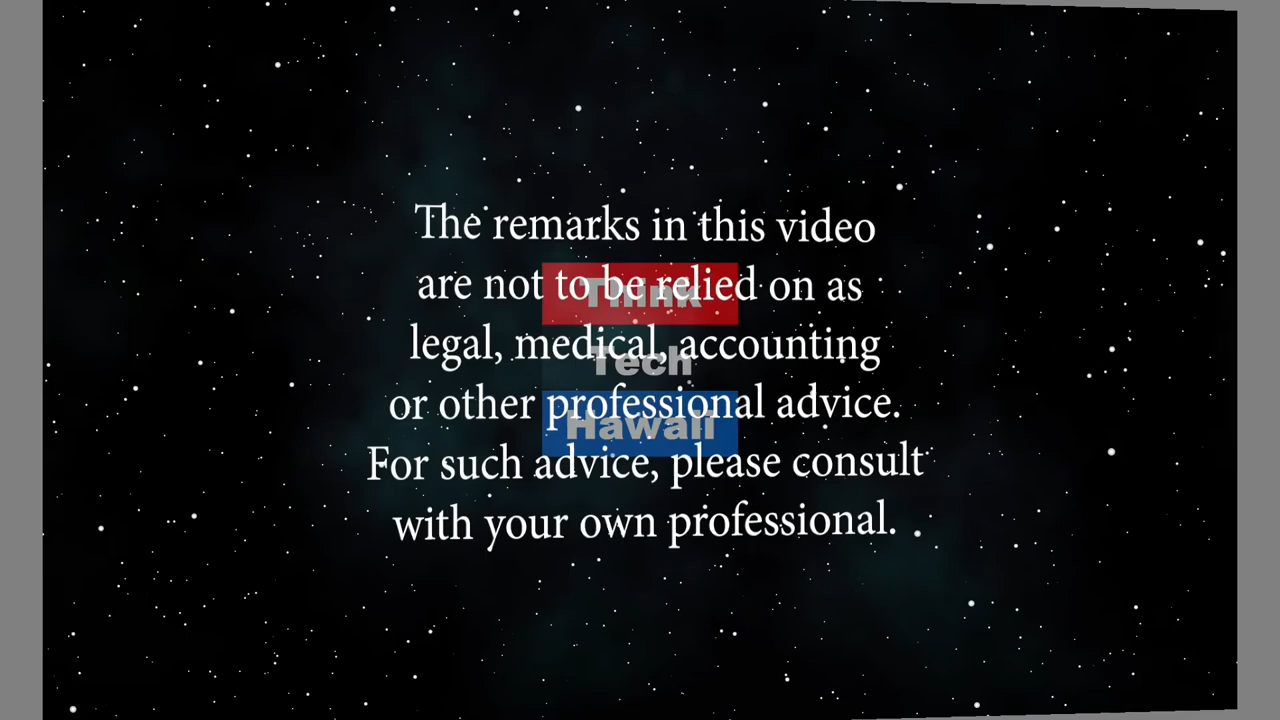 The remarks in this video
are not to be relied on as
legal, medical, accounting
or other professional advice.
For such advice, please consult
with your own professional.
Think
Tech
Hawaii